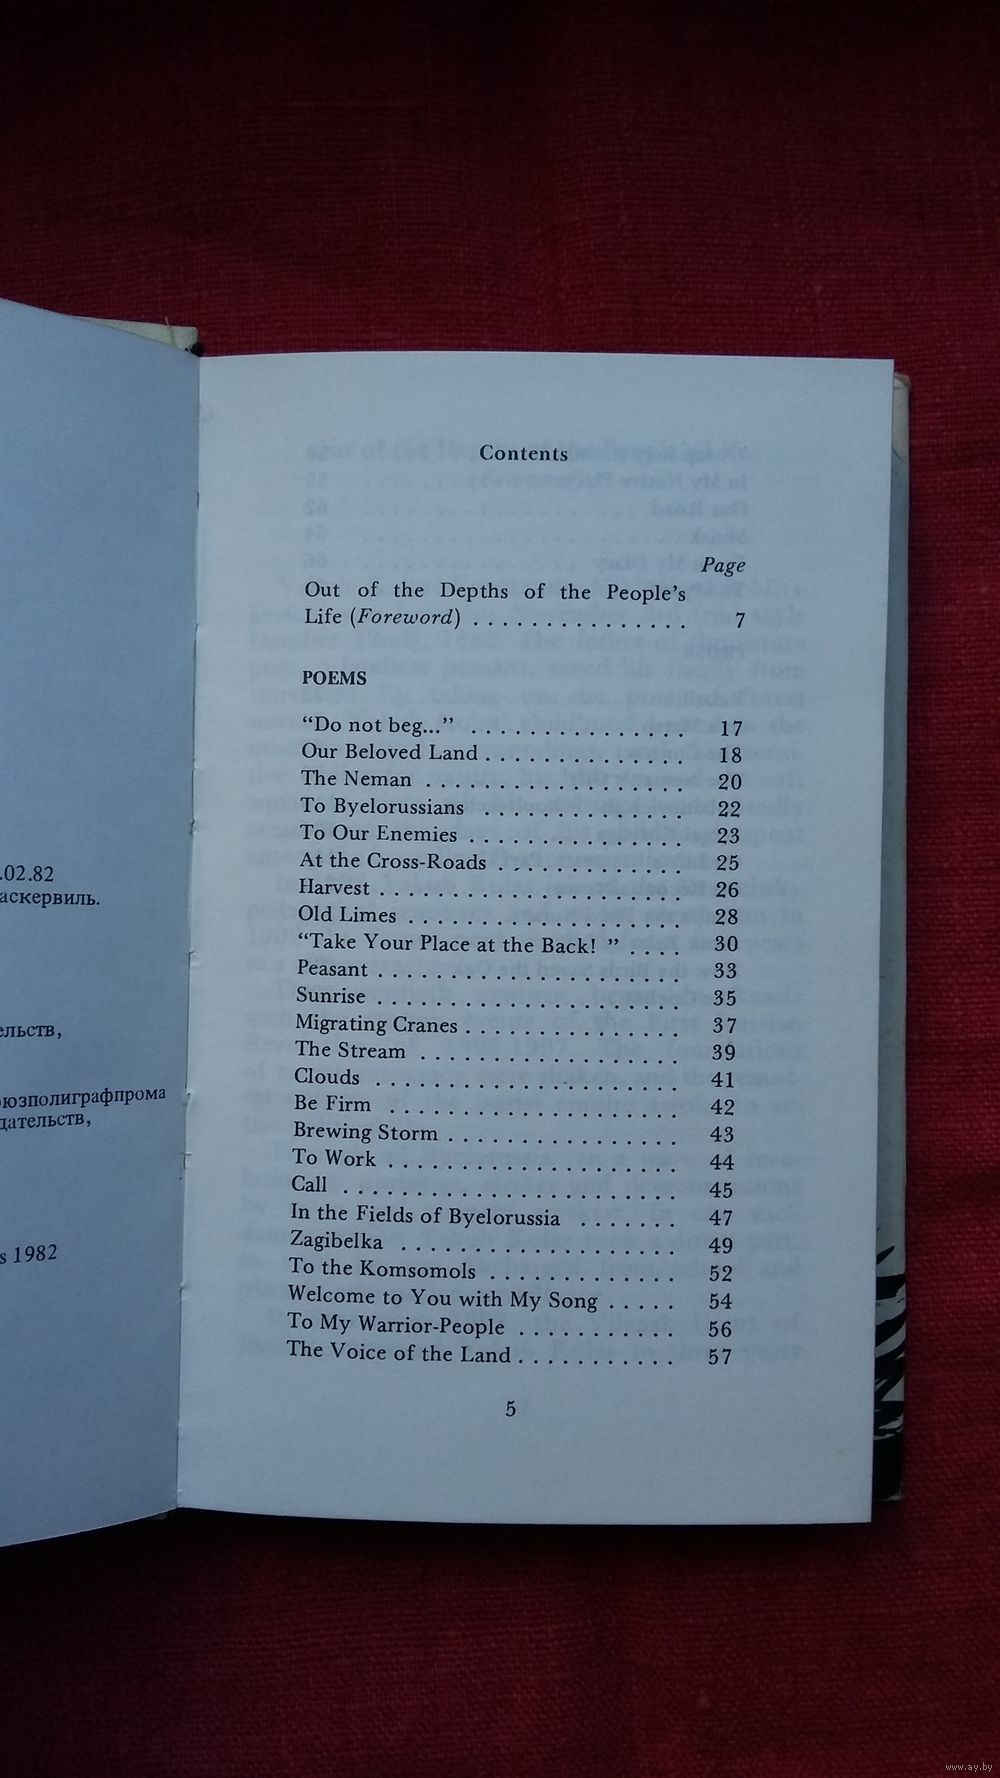 .02.82
аскервиль.
ельств,
юзполиграфпрома
дательств,
s 1982
Contents
Page
Out of the Depths of the People's
Life (Foreword) . . . . . . . . . . . . . . . 7
POEMS
“Do not beg...” . . . . . . . . . . . . . . . 17
Our Beloved Land . . . . . . . . . . . . . . 18
The Neman . . . . . . . . . . . . . . . . . . 20
To Byelorussians . . . . . . . . . . . . . . 22
To Our Enemies . . . . . . . . . . . . . . . 23
At the Cross-Roads . . . . . . . . . . . . . 25
Harvest . . . . . . . . . . . . . . . . . . . . . 26
Old Limes . . . . . . . . . . . . . . . . . . . 28
“Take Your Place at the Back! ” . . . . 30
Peasant . . . . . . . . . . . . . . . . . . . . . 33
Sunrise . . . . . . . . . . . . . . . . . . . . . 35
Migrating Cranes . . . . . . . . . . . . . . . 37
The Stream . . . . . . . . . . . . . . . . . . 39
Clouds . . . . . . . . . . . . . . . . . . . . . 41
Be Firm . . . . . . . . . . . . . . . . . . . . 42
Brewing Storm . . . . . . . . . . . . . . . . 43
To Work . . . . . . . . . . . . . . . . . . . . 44
Call . . . . . . . . . . . . . . . . . . . . . . . 45
In the Fields of Byelorussia . . . . . . . 47
Zagibelka . . . . . . . . . . . . . . . . . . . 49
To the Komsomols . . . . . . . . . . . . . 52
Welcome to You with My Song . . . . . 54
To My Warrior-People . . . . . . . . . . . 56
The Voice of the Land . . . . . . . . . . . 57
5
www.ay.by